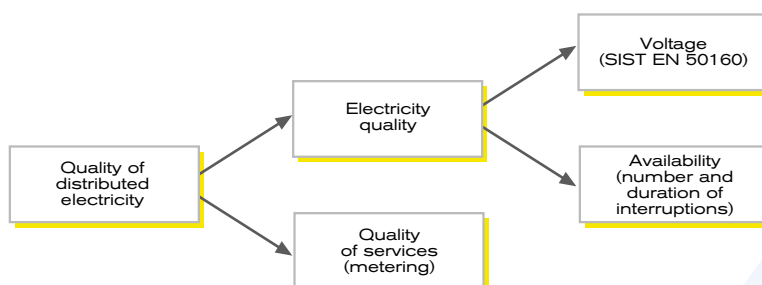 Quality of
distributed
electricity
Electricity
quality
Quality
of services
(metering)
Voltage
(SIST EN 50160)
Availability
(number and
duration of
interruptions)